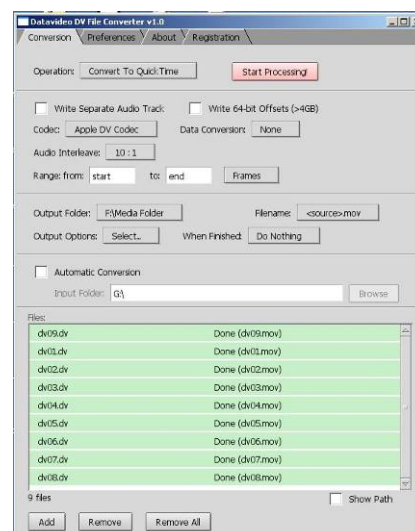 Datavideo DV File Converter v1.0
Conversion Preferences About Registration
Operation: Convert To QuickTime Start Processing!
Write Separate Audio Track Write 64-bit Offsets (>4GB)
Codec: Apple DV Codec Data Conversion: None
Audio Interleave: 10 : 1
Range: from: start to: end Frames
Output Folder: F:\Media Folder Filename: <source>.mov
Output Options: Select.. When Finished: Do Nothing
Automatic Conversion
Input Folder: G:\ Browse
Files:
dv09.dv Done (dv09.mov)
dv01.dv Done (dv01.mov)
dv02.dv Done (dv02.mov)
dv03.dv Done (dv03.mov)
dv04.dv Done (dv04.mov)
dv05.dv Done (dv05.mov)
dv06.dv Done (dv06.mov)
dv07.dv Done (dv07.mov)
dv08.dv Done (dv08.mov)
9 files Show Path
Add Remove Remove All